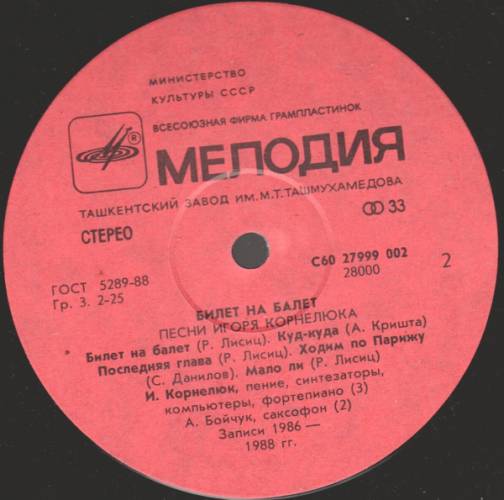 МИНИСТЕРСТВО
КУЛЬТУРЫ СССР
ВСЕСОЮЗНАЯ ФИРМА ГРАМПЛАСТИНОК
® МЕЛОДИЯ
ТАШКЕНТСКИЙ ЗАВОД ИМ. М.Т. ТАШМУХАМЕДОВА
СТЕРЕО
33
С60 27999 002
28000
2
ГОСТ 5289-88
Гр. 3. 2-25
БИЛЕТ НА БАЛЕТ
ПЕСНИ ИГОРЯ КОРНЕЛЮКА
Билет на балет (Р. Лисиц). Куд-куда (А. Кришта)
Последняя глава (Р. Лисиц). Ходим по Парижу
(С. Данилов). Мало ли (Р. Лисиц)
И. Корнелюк, пение, синтезаторы,
компьютеры, фортепиано (3)
А. Бойчук, саксофон (2)
Записи 1986 —
1988 гг.